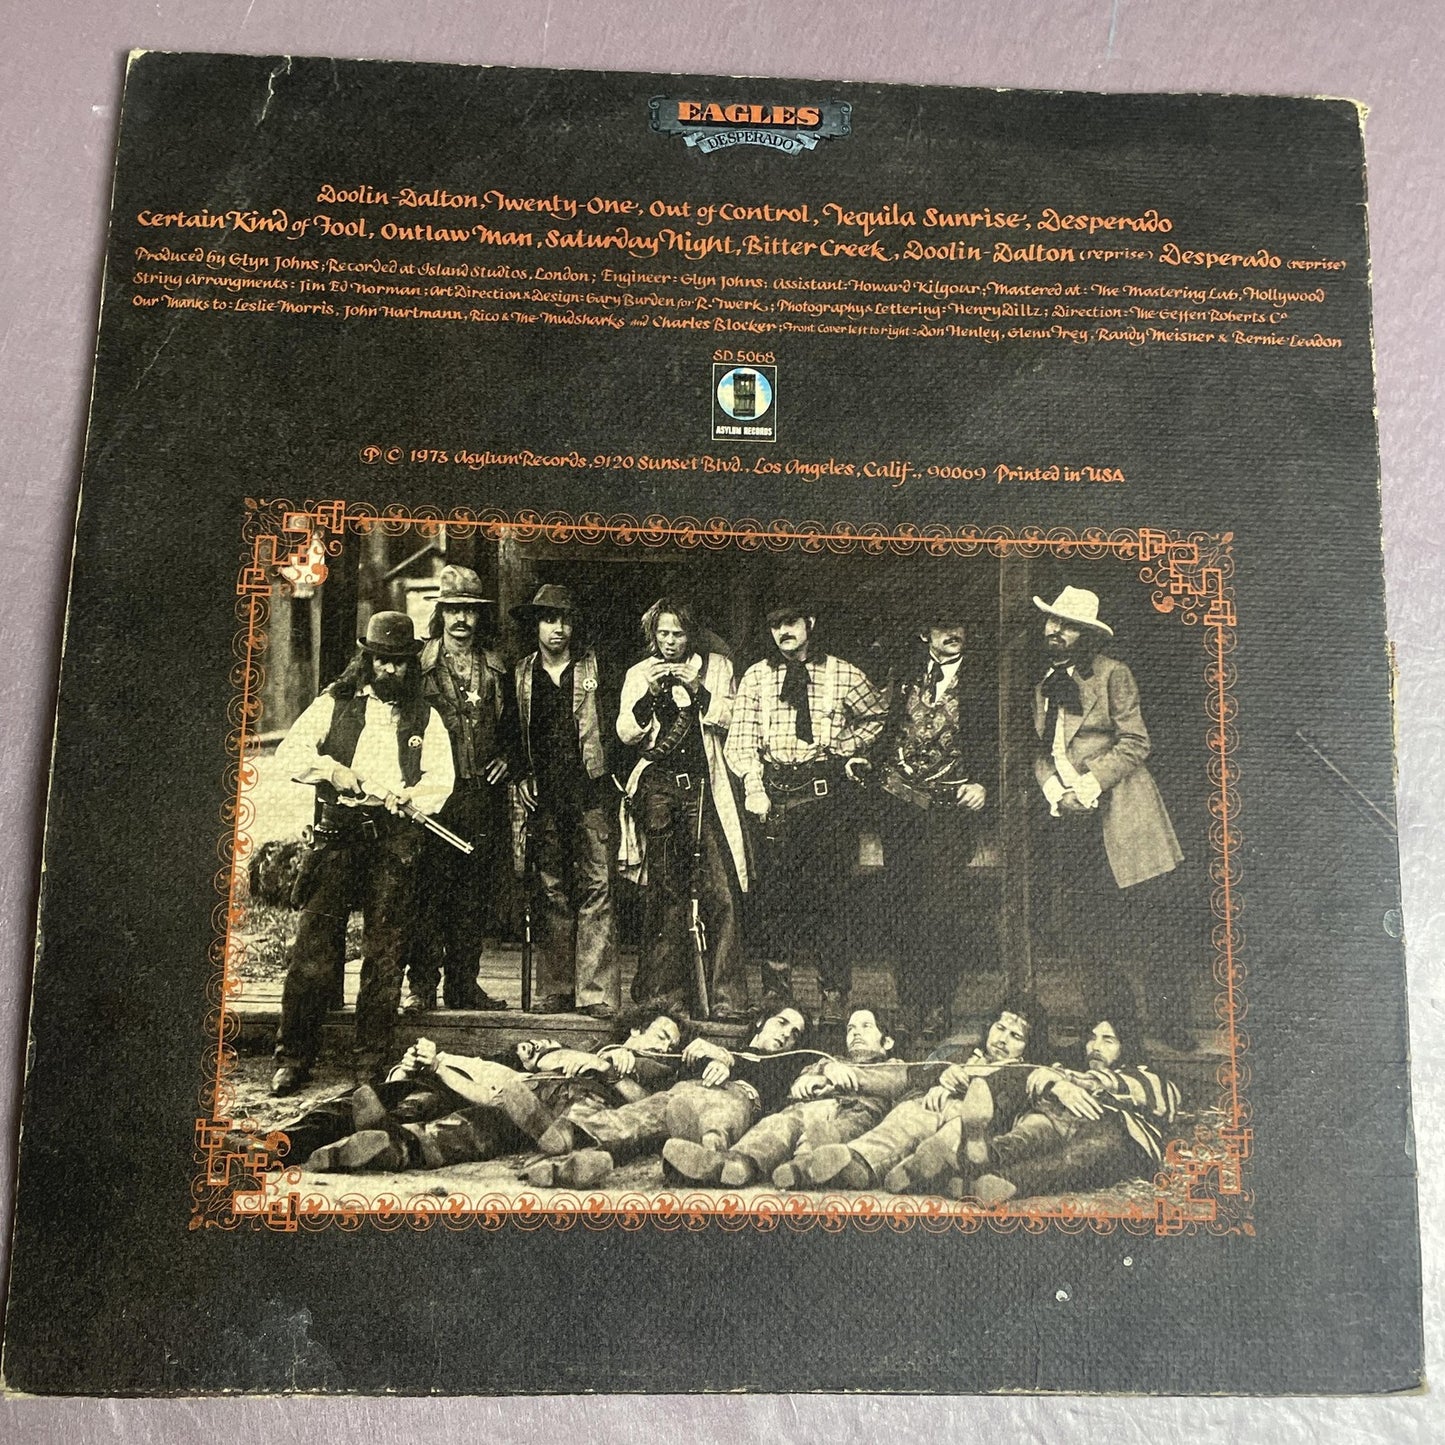 EAGLES
DESPERADO
Doolin-Dalton, Twenty-One, Out of Control, Tequila Sunrise, Desperado
Certain Kind of Fool, Outlaw Man, Saturday Night, Bitter Creek, Doolin-Dalton (reprise) Desperado (reprise)
Produced by Glyn Johns; Recorded at Island Studios, London; Engineer: Glyn Johns; Assistant: Howard Kilgour; Mastered at: The Mastering Lab, Hollywood
String Arrangments: Jim Ed Norman; Art Direction & Design: Gary Burden for R. Twerk; Photography & Lettering: Henry Diltz; Direction: The Geffen Roberts Co
Our Thanks to: Leslie Morris, John Hartmann, Rico & The Mudsharks and Charles Blocker; Front Cover left to right: Don Henley, Glenn Frey, Randy Meisner & Bernie Leadon
SD 5068
ASYLUM RECORDS
Ⓟ © 1973 Asylum Records, 9120 Sunset Blvd., Los Angeles, Calif., 90069 Printed in USA